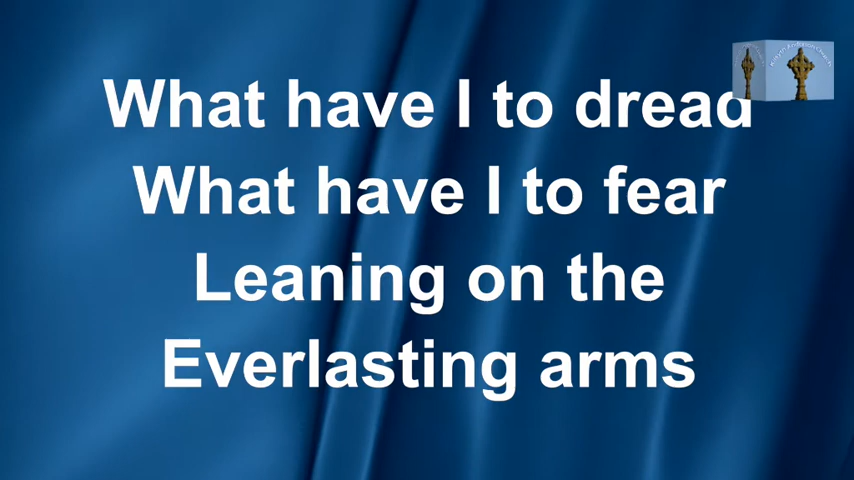 What have I to dread
What have I to fear
Leaning on the
Everlasting arms